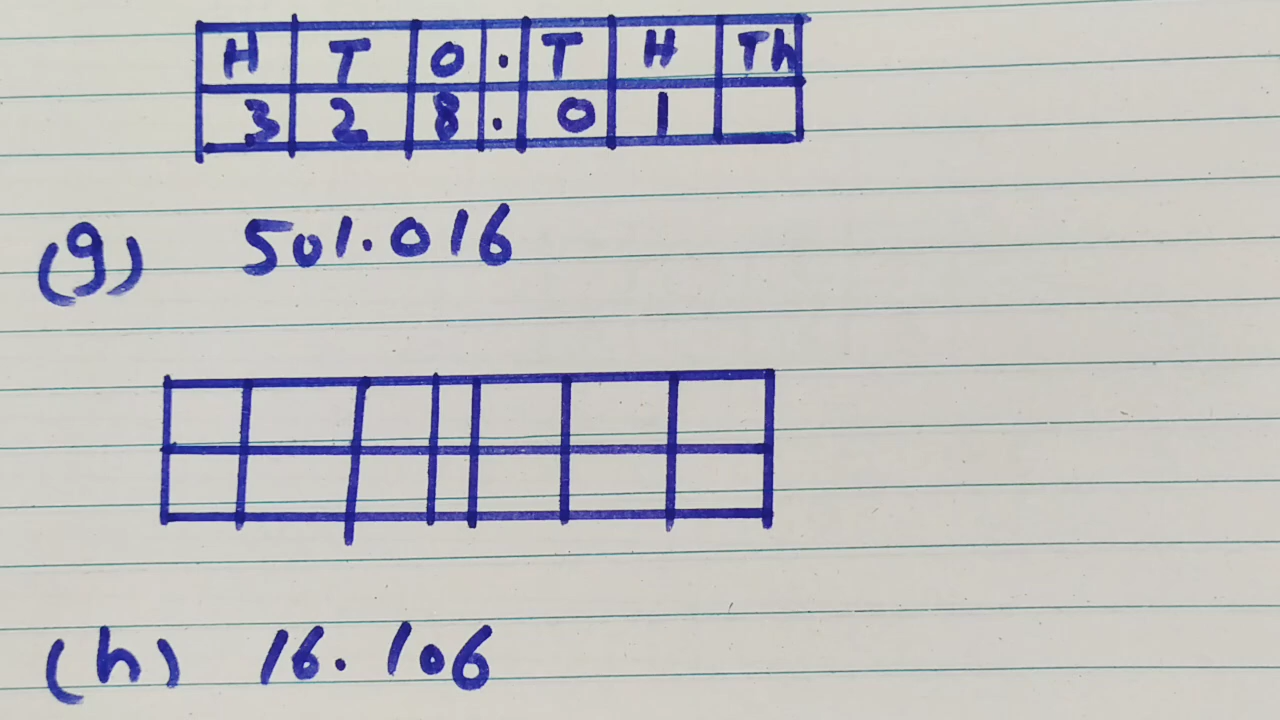 H T O . T H Th
3 2 8 . 0 1
(g) 501.016
(h) 16.106